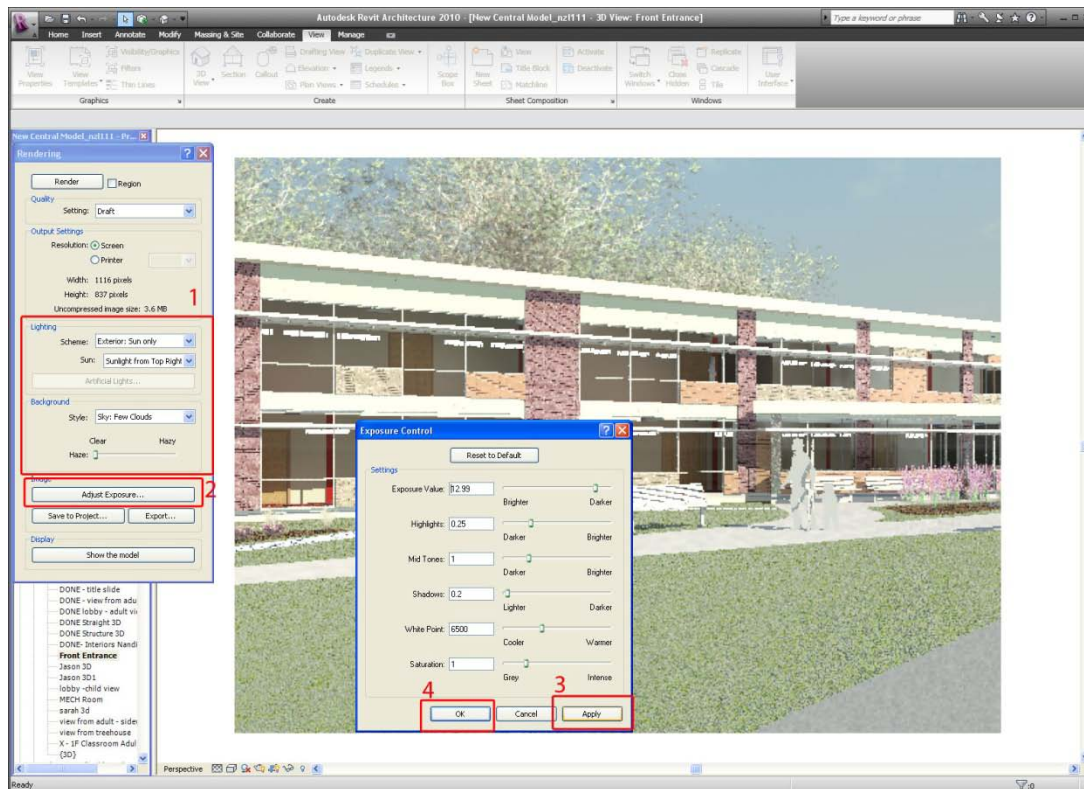 Autodesk Revit Architecture 2010 - [New Central Model_nzl111 - 3D View: Front Entrance]
Type a keyword or phrase
Home Insert Annotate Modify Massing & Site Collaborate View Manage
View Properties
View Templates
Visibility/Graphics
Filters
Thin Lines
3D View
Section
Callout
Drafting View
Elevation
Plan Views
Duplicate View
Legends
Schedules
Scope Box
New Sheet
View
Title Block
Matchline
Activate
Deactivate
Switch Windows
Close Hidden
Replicate
Cascade
Tile
User Interface
Graphics
Create
Sheet Composition
Windows
New Central Model_nzl111 - Pr...
Rendering
Render
Region
Quality
Setting: Draft
Output Settings
Resolution: Screen
Printer
Width: 1116 pixels
Height: 837 pixels
Uncompressed image size: 3.6 MB
1
Lighting
Scheme: Exterior: Sun only
Sun: Sunlight from Top Right
Artificial Lights...
Background
Style: Sky: Few Clouds
Clear Hazy
Haze:
Image
Adjust Exposure...
2
Save to Project... Export...
Display
Show the model
DONE - title slide
DONE - view from adu
DONE lobby - adult vi
DONE Straight 3D
DONE Structure 3D
DONE- Interiors Nandi
Front Entrance
Jason 3D
Jason 3D1
lobby -child view
MECH Room
sarah 3d
view from adult - side
view from treehouse
X - 1F Classroom Adul
{3D}
Exposure Control
Reset to Default
Settings
Exposure Value: 12.99
Brighter Darker
Highlights: 0.25
Darker Brighter
Mid Tones: 1
Darker Brighter
Shadows: 0.2
Lighter Darker
White Point: 6500
Cooler Warmer
Saturation: 1
Grey Intense
4
3
OK Cancel Apply
Perspective
Ready
:0